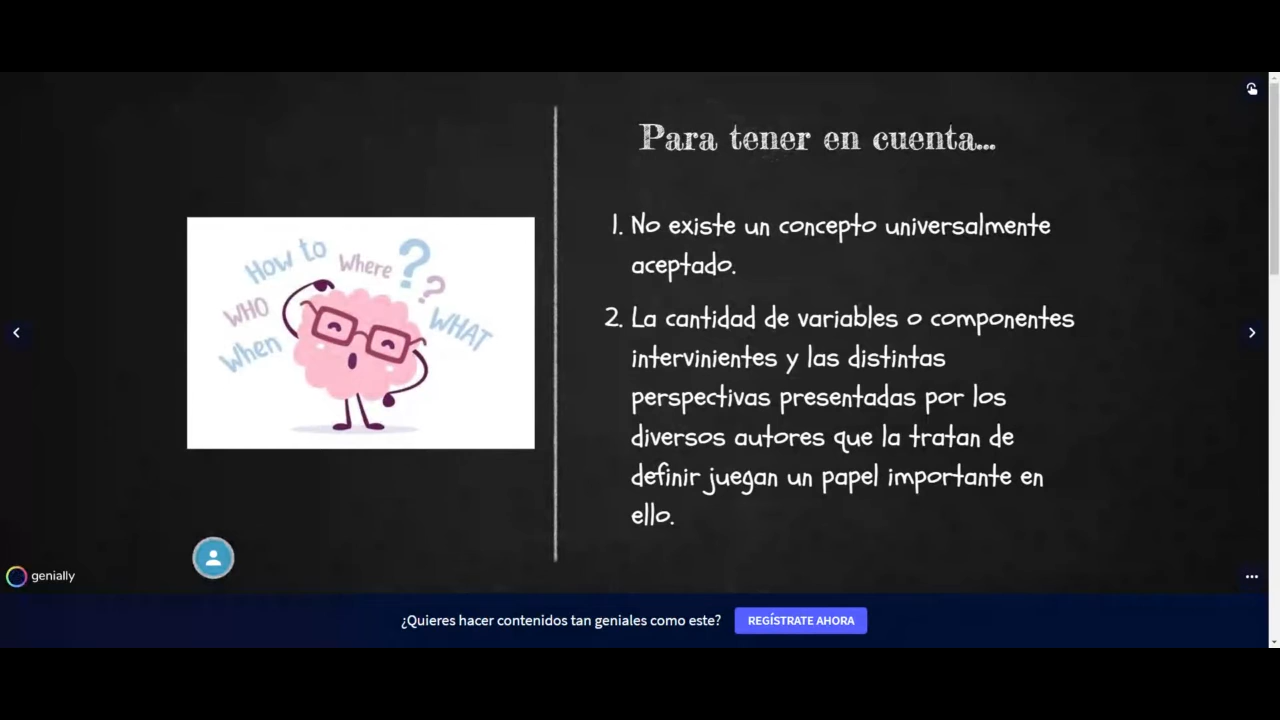 Para tener en cuenta...
How to
Where
?
?
WHO
WHAT
When
1. No existe un concepto universalmente
aceptado.
2. La cantidad de variables o componentes
intervinientes y las distintas
perspectivas presentadas por los
diversos autores que la tratan de
definir juegan un papel importante en
ello.
genially
¿Quieres hacer contenidos tan geniales como este?
REGÍSTRATE AHORA